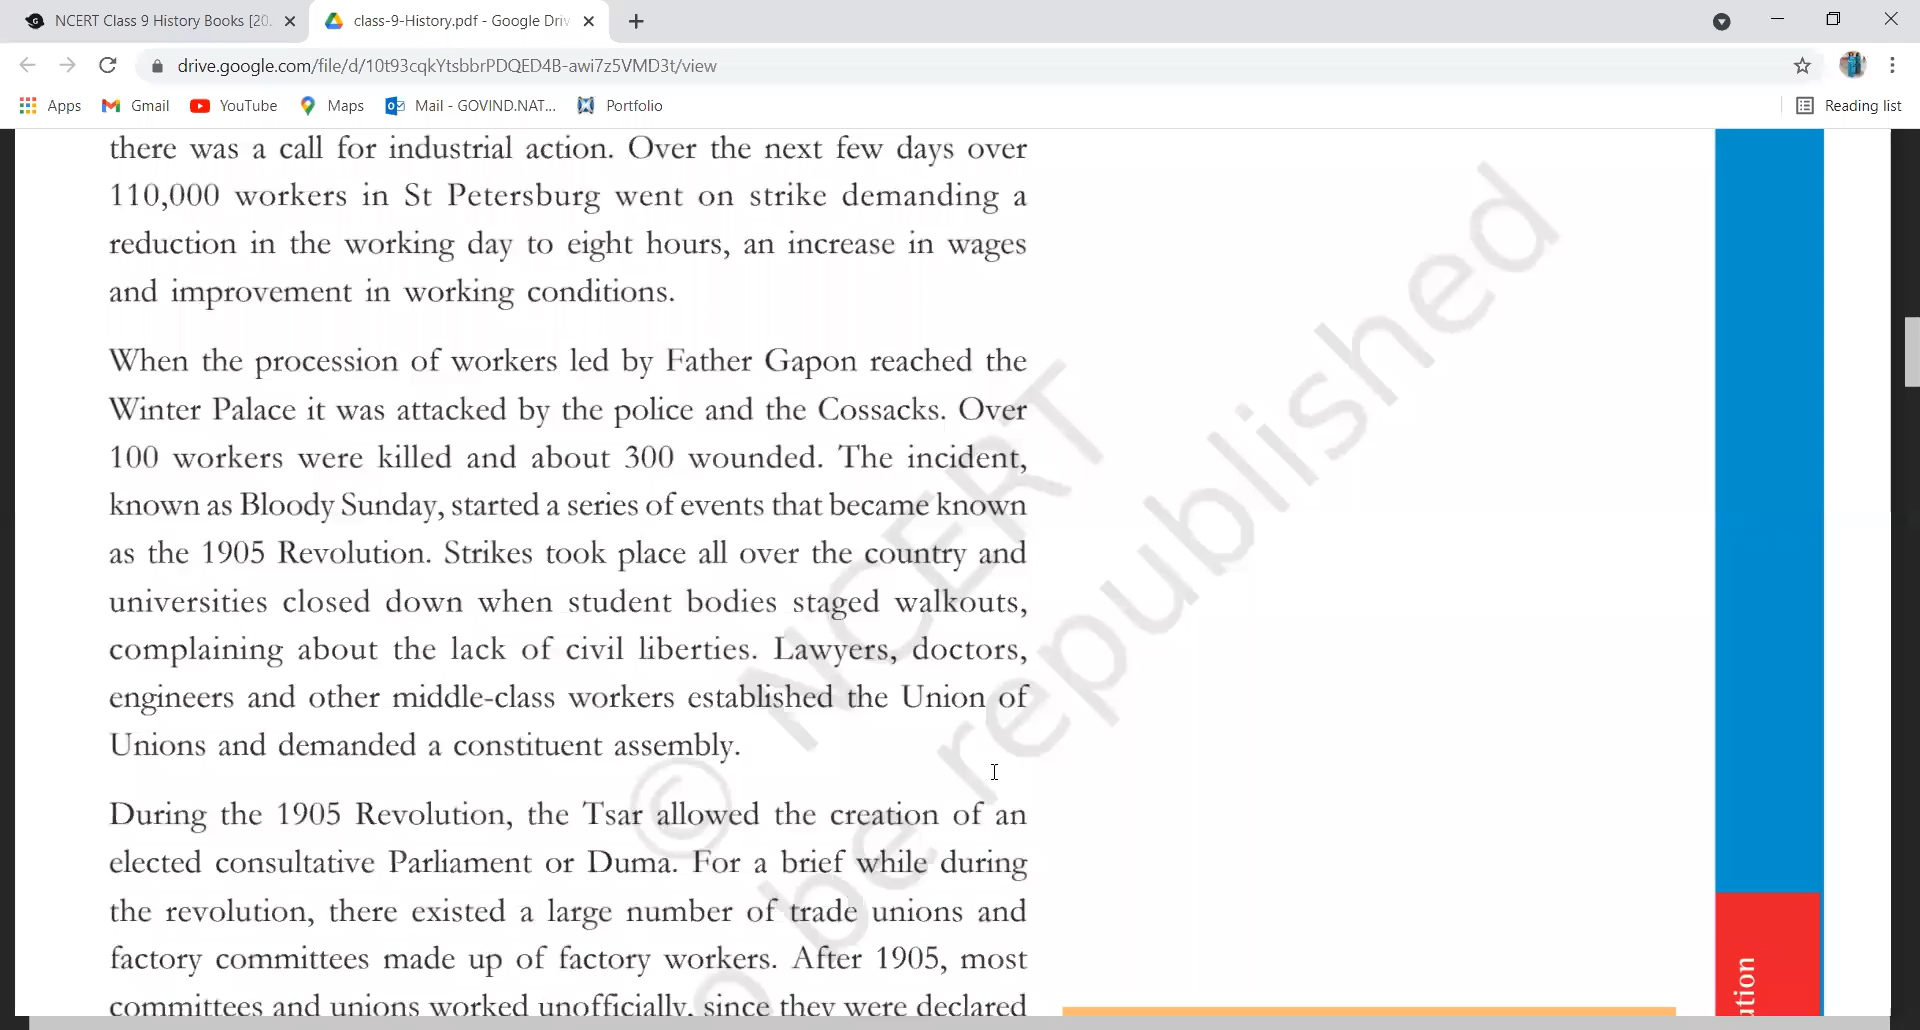 NCERT Class 9 History Books [20.
class-9-History.pdf - Google Driv
drive.google.com/file/d/10t93cqkYtsbbrPDQED4B-awi7z5VMD3t/view
Apps
Gmail
YouTube
Maps
Mail - GOVIND.NAT...
Portfolio
Reading list
there was a call for industrial action. Over the next few days over
110,000 workers in St Petersburg went on strike demanding a
reduction in the working day to eight hours, an increase in wages
and improvement in working conditions.
When the procession of workers led by Father Gapon reached the
Winter Palace it was attacked by the police and the Cossacks. Over
100 workers were killed and about 300 wounded. The incident,
known as Bloody Sunday, started a series of events that became known
as the 1905 Revolution. Strikes took place all over the country and
universities closed down when student bodies staged walkouts,
complaining about the lack of civil liberties. Lawyers, doctors,
engineers and other middle-class workers established the Union of
Unions and demanded a constituent assembly.
During the 1905 Revolution, the Tsar allowed the creation of an
elected consultative Parliament or Duma. For a brief while during
the revolution, there existed a large number of trade unions and
factory committees made up of factory workers. After 1905, most
committees and unions worked unofficially, since they were declared
© NCERT
o be republished
ution